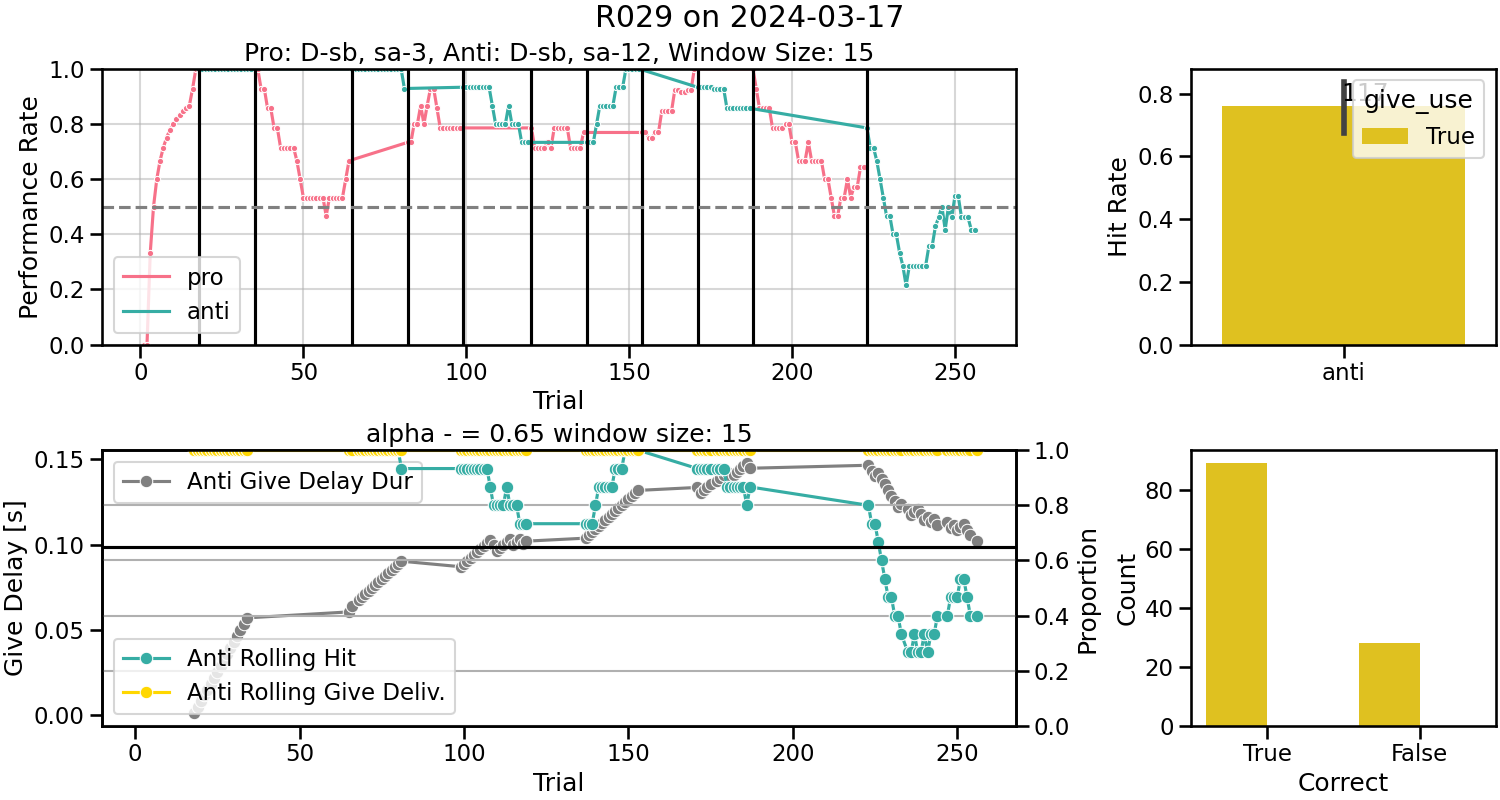 R029 on 2024-03-17
Pro: D-sb, sa-3, Anti: D-sb, sa-12, Window Size: 15
Performance Rate
1.0
0.8
0.6
0.4
0.2
0.0
pro
anti
0 50 100 150 200 250
Trial
Hit Rate
0.8
0.6
0.4
0.2
0.0
117
give_use
True
anti
alpha - = 0.65 window size: 15
Give Delay [s]
0.15
0.10
0.05
0.00
Anti Give Delay Dur
Anti Rolling Hit
Anti Rolling Give Deliv.
1.0
0.8
0.6
0.4
0.2
0.0
Proportion
0 50 100 150 200 250
Trial
Count
80
60
40
20
0
True False
Correct